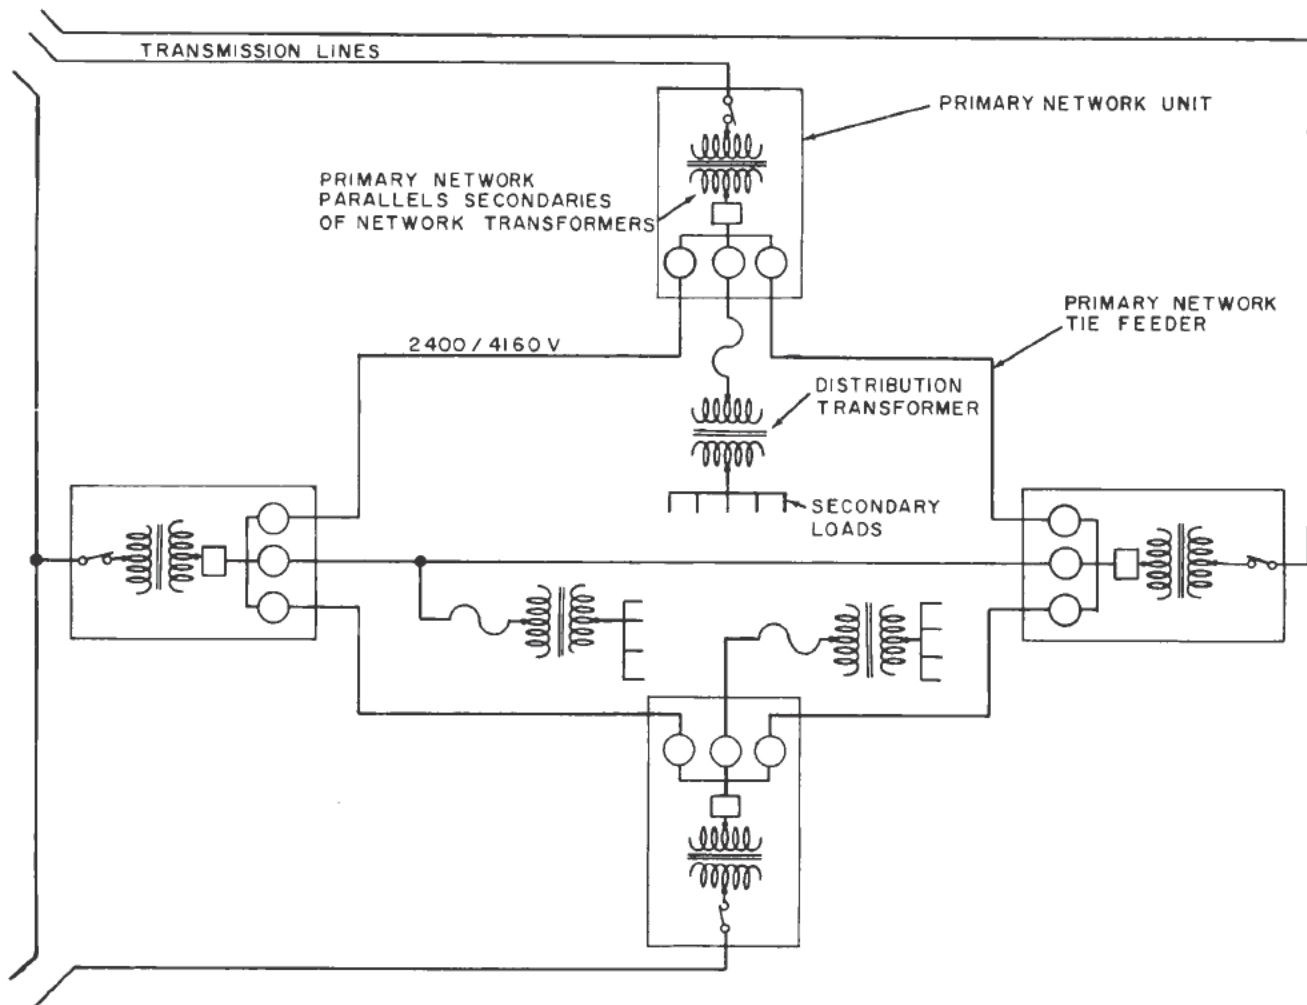 TRANSMISSION LINES
PRIMARY NETWORK UNIT
PRIMARY NETWORK
PARALLELS SECONDARIES
OF NETWORK TRANSFORMERS
PRIMARY NETWORK
TIE FEEDER
2400/4160 V
DISTRIBUTION
TRANSFORMER
SECONDARY
LOADS